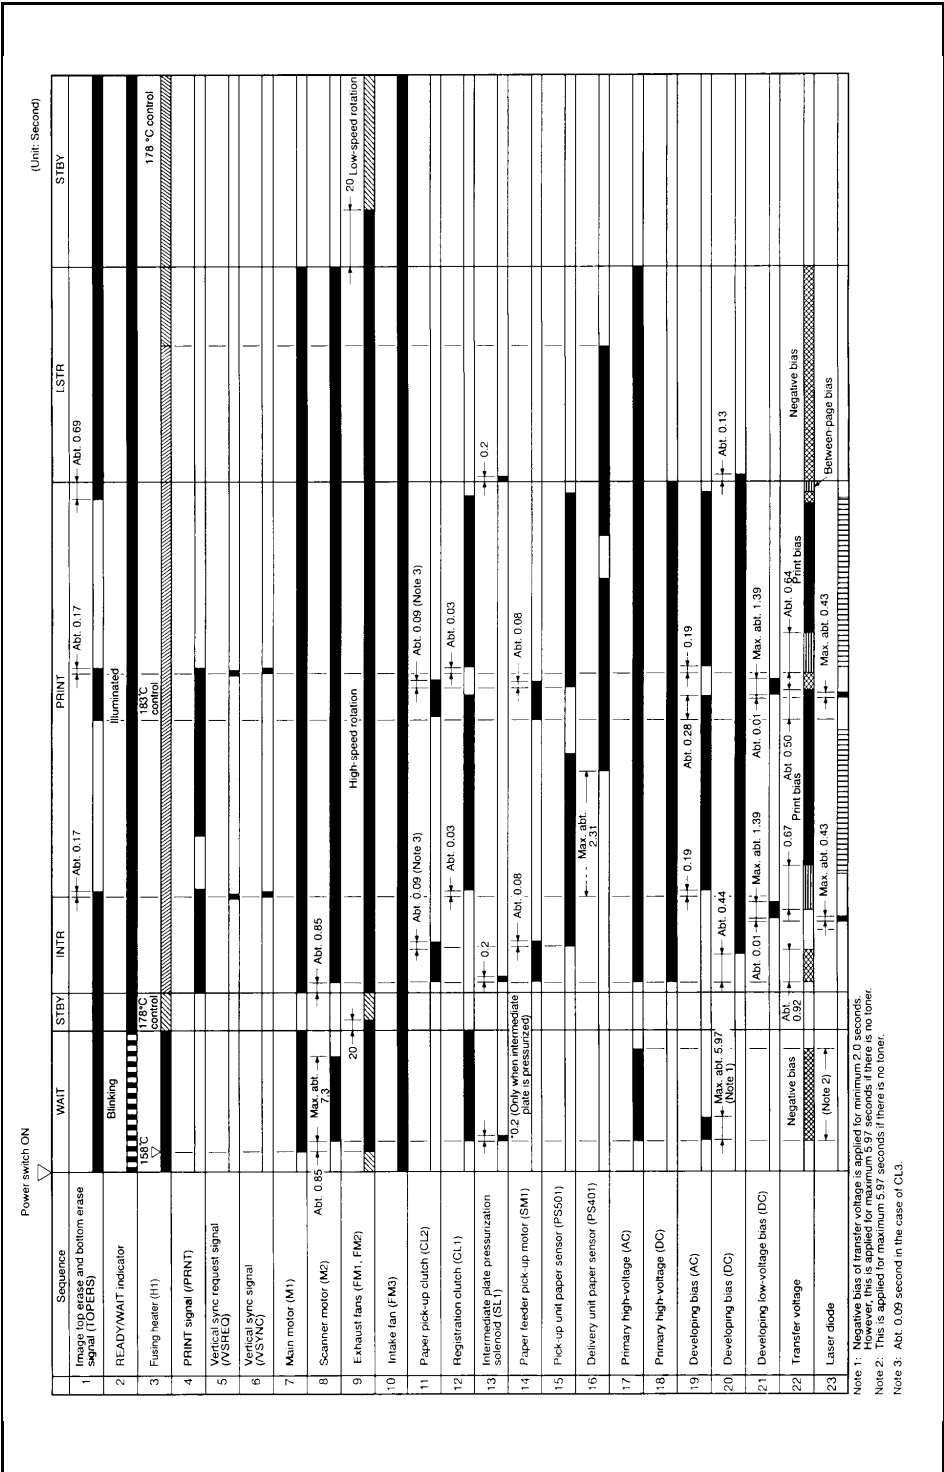 (Unit: Second)
Power switch ON
Sequence
WAIT
STBY
INTR
PRINT
LSTR
STBY
1
Image top erase and bottom erase
signal (TOPERS)
Abt. 0.17
Abt. 0.17
Abt. 0.69
2
READY/WAIT indicator
Blinking
Illuminated
3
Fusing heater (H1)
158°C
178°C
control
183°C
control
178 °C control
4
PRINT signal (/PRNT)
5
Vertical sync request signal
(/VSREQ)
6
Vertical sync signal
(/VSYNC)
7
Main motor (M1)
8
Scanner motor (M2)
Abt. 0.85
Max. abt.
7.3
Abt. 0.85
9
Exhaust fans (FM1, FM2)
20
High-speed rotation
20
Low-speed rotation
10
Intake fan (FM3)
11
Paper pick-up clutch (CL2)
Abt. 0.09 (Note 3)
Abt. 0.09 (Note 3)
12
Registration clutch (CL1)
Abt. 0.03
Abt. 0.03
13
Intermediate plate pressurization
solenoid (SL1)
*0.2 (Only when intermediate
plate is pressurized)
0.2
0.2
14
Paper feeder pick-up motor (SM1)
Abt. 0.08
Abt. 0.08
15
Pick-up unit paper sensor (PS501)
16
Delivery unit paper sensor (PS401)
Max. abt.
2.31
17
Primary high-voltage (AC)
18
Primary high-voltage (DC)
19
Developing bias (AC)
0.19
Abt. 0.28
0.19
20
Developing bias (DC)
Max. abt. 5.97
(Note 1)
Abt. 0.44
Abt. 0.13
21
Developing low-voltage bias (DC)
Abt. 0.01
Max. abt. 1.39
Abt. 0.01
Max. abt. 1.39
22
Transfer voltage
Negative bias
Abt.
0.92
0.67
Print bias
Abt 0.50
Abt. 0.64
Print bias
Negative bias
Between-page bias
23
Laser diode
(Note 2)
Max. abt. 0.43
Max. abt. 0.43
Note 1: Negative bias of transfer voltage is applied for minimum 2.0 seconds.
However, this is applied for maximum 5.97 seconds if there is no toner.
Note 2: This is applied for maximum 5.97 seconds if there is no toner.
Note 3: Abt. 0.09 second in the case of CL3.